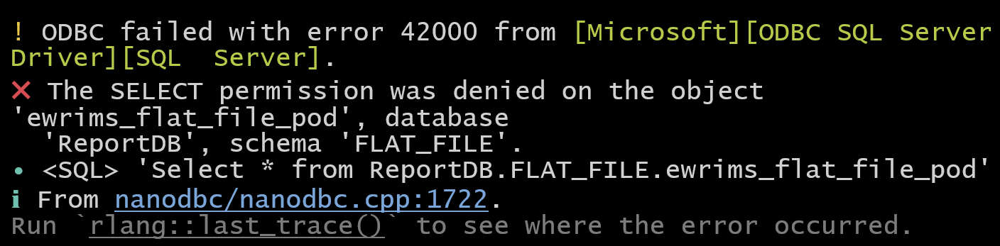 ! ODBC failed with error 42000 from [Microsoft][ODBC SQL Server
Driver][SQL  Server].
✖ The SELECT permission was denied on the object
'ewrims_flat_file_pod', database
  'ReportDB', schema 'FLAT_FILE'.
• <SQL> 'Select * from ReportDB.FLAT_FILE.ewrims_flat_file_pod'
ℹ From nanodbc/nanodbc.cpp:1722.
Run `rlang::last_trace()` to see where the error occurred.